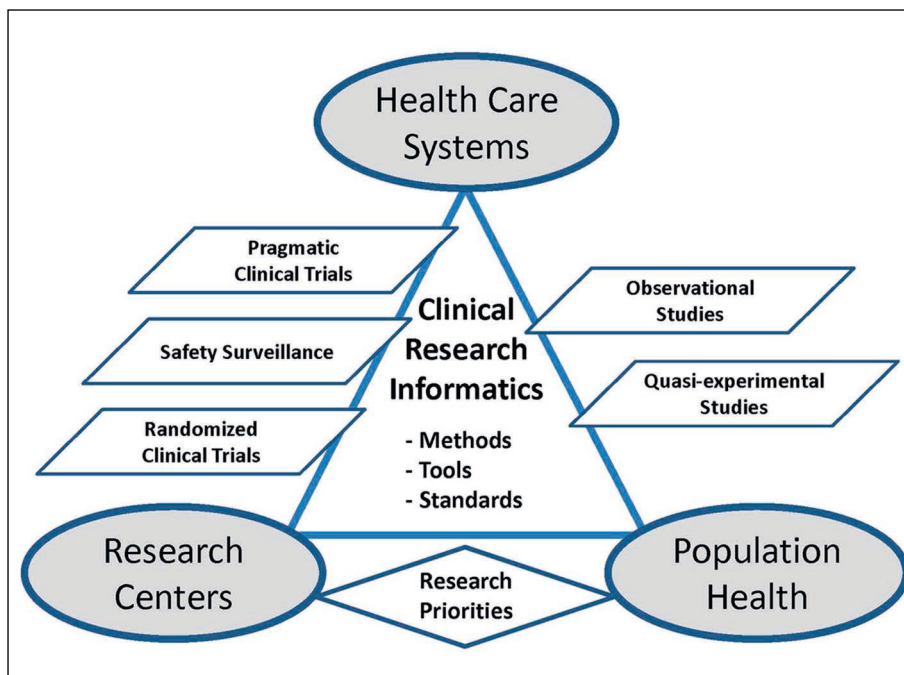 Health Care
Systems
Pragmatic
Clinical Trials
Safety Surveillance
Randomized
Clinical Trials
Clinical
Research
Informatics
- Methods
- Tools
- Standards
Observational
Studies
Quasi-experimental
Studies
Research
Centers
Research
Priorities
Population
Health